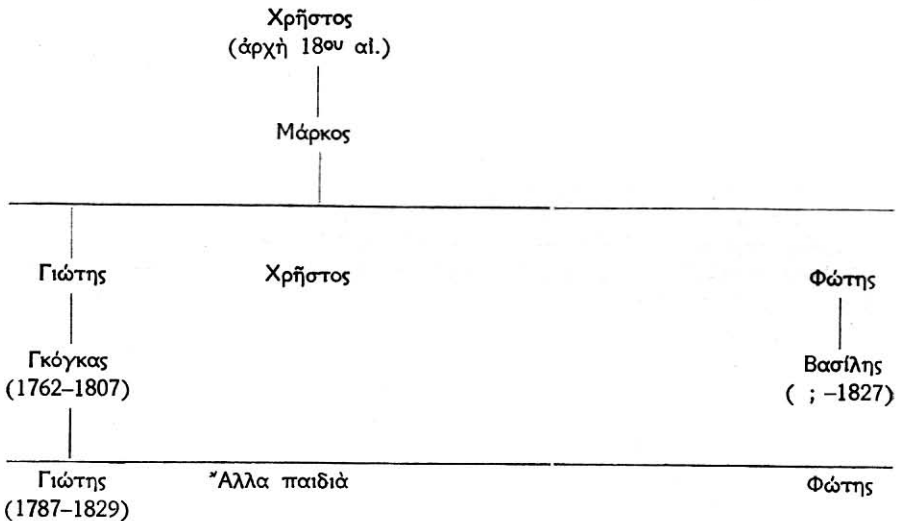 Χρῆστος
(ἀρχὴ 18ου αἰ.)
Μάρκος
Γιώτης Χρῆστος Φώτης
Γκόγκας Βασίλης
(1762–1807) ( ; –1827)
Γιώτης Ἄλλα παιδιὰ Φώτης
(1787–1829)